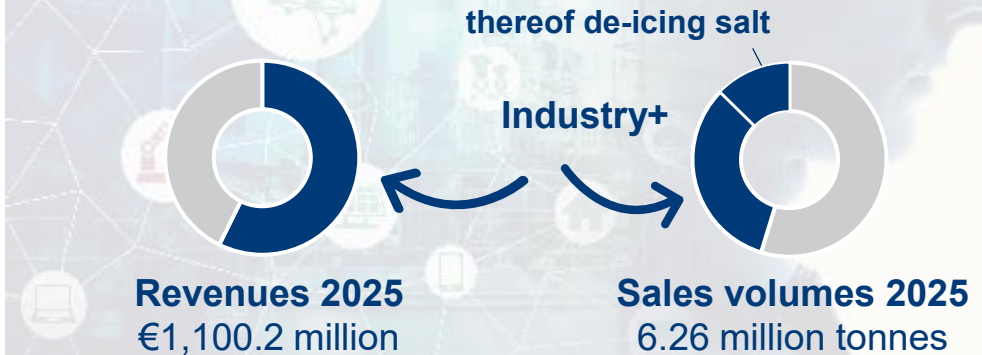 thereof de-icing salt
Industry+
Revenues 2025
€1,100.2 million
Sales volumes 2025
6.26 million tonnes